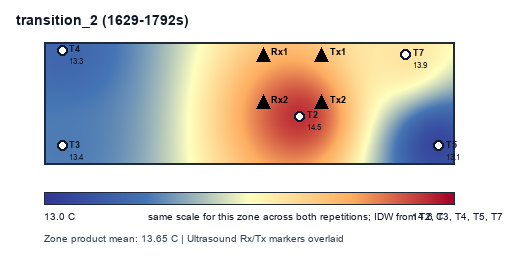 transition_2 (1629-1792s)
T4
13.3
Rx1
Tx1
T7
13.9
Rx2
Tx2
T2
14.5
T3
13.4
T5
13.1
13.0 C
same scale for this zone across both repetitions; IDW from T2, T3, T4, T5, T7
Zone product mean: 13.65 C | Ultrasound Rx/Tx markers overlaid